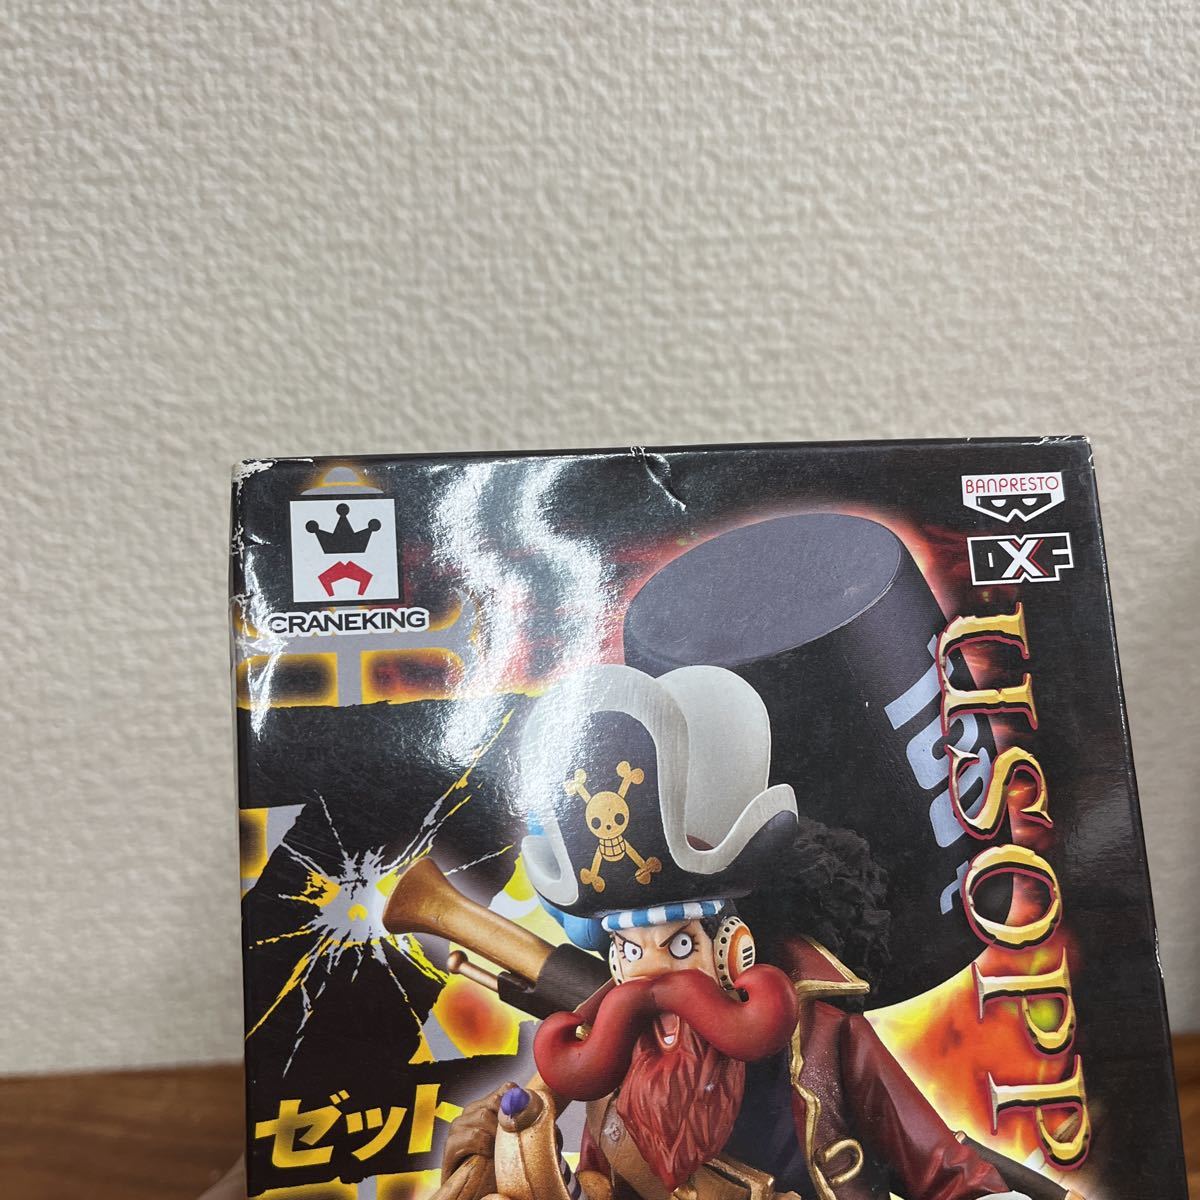 BANPRESTO
DXF
CRANEKING
USOPP
ゼット